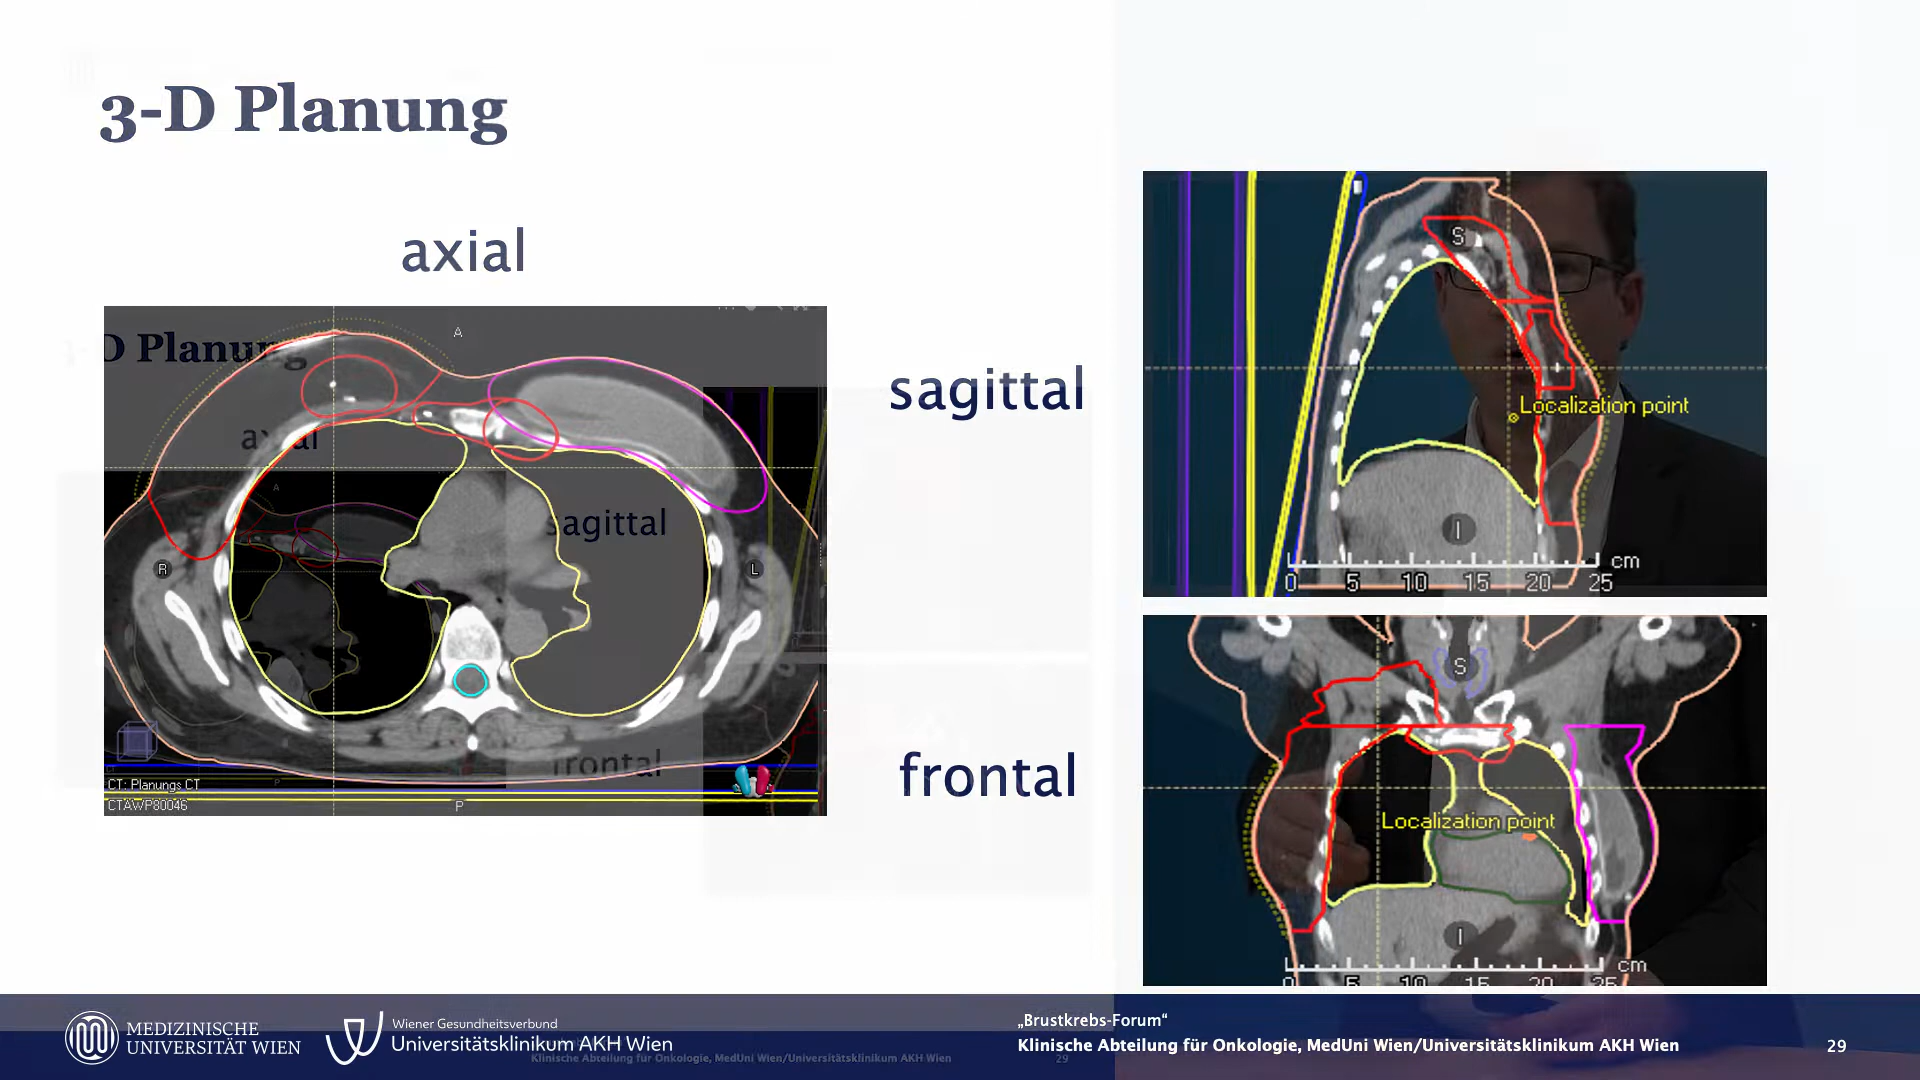 3-D Planung
axial
A
D Planung
axial
A
sagittal
R
L
frontal
CT: Planungs CT
CTAWP80046
P
sagittal
S
Localization point
I
cm
0 5 10 15 20 25
frontal
S
Localization point
I
cm
0 5 10 15 20 25
MEDIZINISCHE
UNIVERSITÄT WIEN
Wiener Gesundheitsverbund
Universitätsklinikum AKH Wien
Klinische Abteilung für Onkologie, MedUni Wien/Universitätsklinikum AKH Wien
29
„Brustkrebs-Forum“
Klinische Abteilung für Onkologie, MedUni Wien/Universitätsklinikum AKH Wien
29